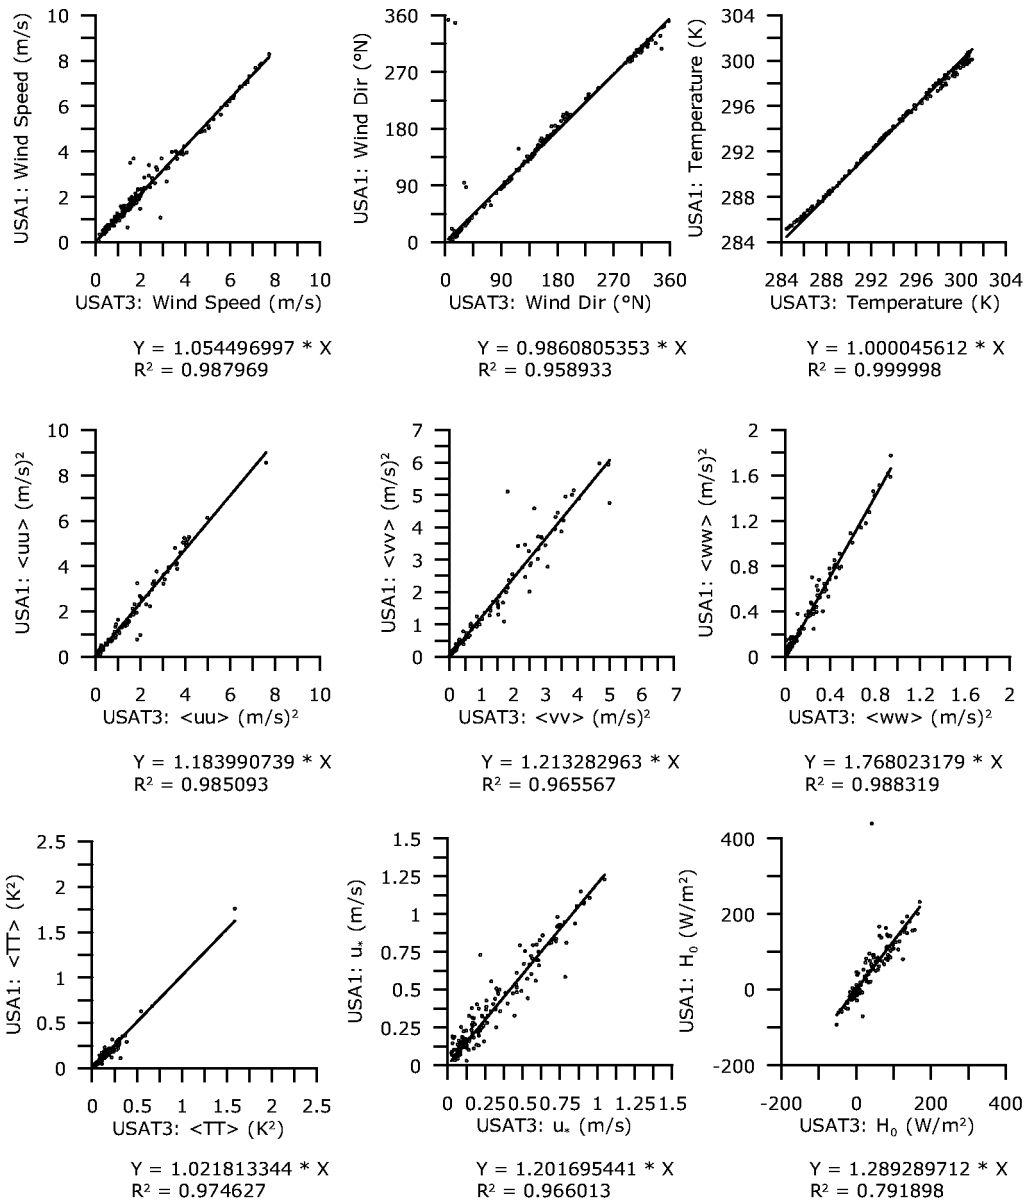 USA1: Wind Speed (m/s)
10
8
6
4
2
0
0 2 4 6 8 10
USAT3: Wind Speed (m/s)
Y = 1.054496997 * X
R² = 0.987969
USA1: Wind Dir (°N)
360
270
180
90
0
0 90 180 270 360
USAT3: Wind Dir (°N)
Y = 0.9860805353 * X
R² = 0.958933
USA1: Temperature (K)
304
300
296
292
288
284
284 288 292 296 300 304
USAT3: Temperature (K)
Y = 1.000045612 * X
R² = 0.999998
USA1: <uu> (m/s)²
10
8
6
4
2
0
0 2 4 6 8 10
USAT3: <uu> (m/s)²
Y = 1.183990739 * X
R² = 0.985093
USA1: <vv> (m/s)²
7
6
5
4
3
2
1
0
0 1 2 3 4 5 6 7
USAT3: <vv> (m/s)²
Y = 1.213282963 * X
R² = 0.965567
USA1: <ww> (m/s)²
2
1.6
1.2
0.8
0.4
0
0 0.4 0.8 1.2 1.6 2
USAT3: <ww> (m/s)²
Y = 1.768023179 * X
R² = 0.988319
USA1: <TT> (K²)
2.5
2
1.5
1
0.5
0
0 0.5 1 1.5 2 2.5
USAT3: <TT> (K²)
Y = 1.021813344 * X
R² = 0.974627
USA1: u* (m/s)
1.5
1.25
1
0.75
0.5
0.25
0
0 0.25 0.5 0.75 1 1.25 1.5
USAT3: u* (m/s)
Y = 1.201695441 * X
R² = 0.966013
USA1: H₀ (W/m²)
400
200
0
-200
-200 0 200 400
USAT3: H₀ (W/m²)
Y = 1.289289712 * X
R² = 0.791898